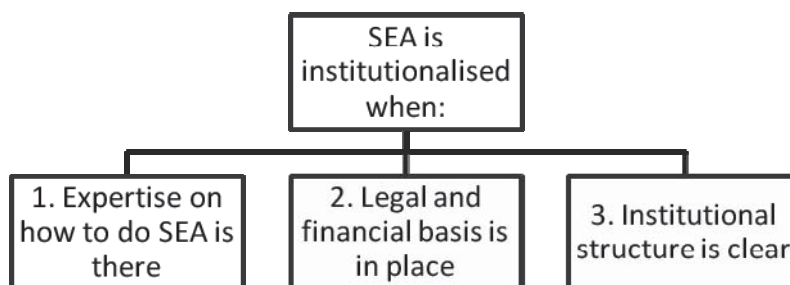 SEA is
institutionalised
when:
1. Expertise on
how to do SEA is
there
2. Legal and
financial basis is
in place
3. Institutional
structure is clear